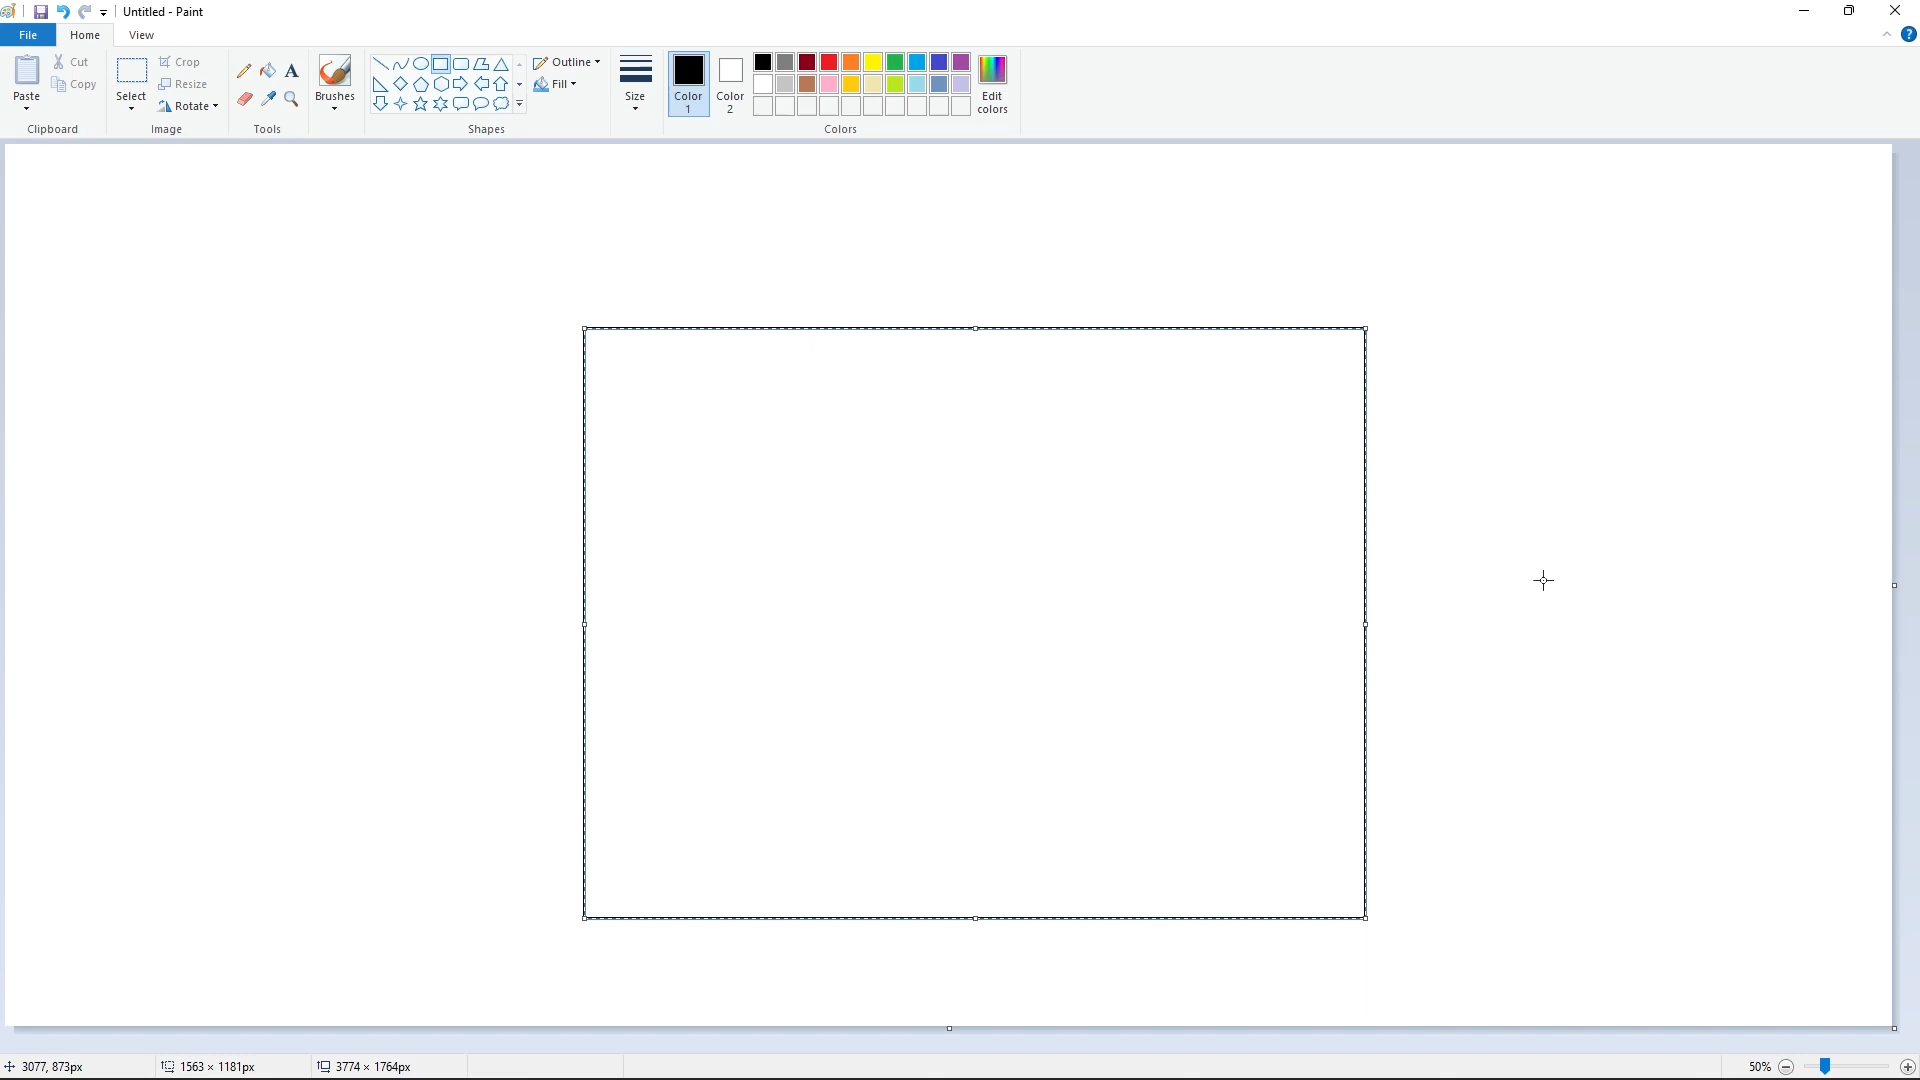 Untitled - Paint
File Home View
Paste Cut Copy
Clipboard
Select Crop Resize Rotate
Image
A
Tools
Brushes
Outline Fill
Shapes
Size
Color 1 Color 2 Edit colors
Colors
3077, 873px 1563 × 1181px 3774 × 1764px 50%